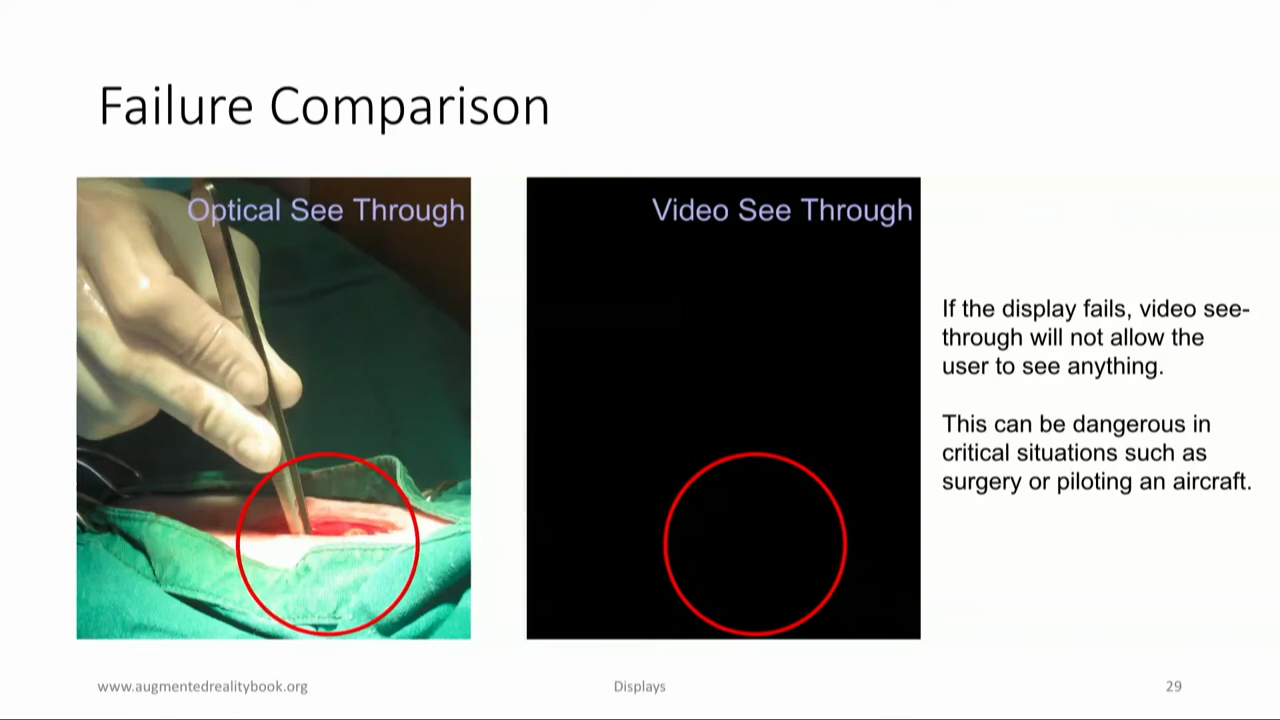 Failure Comparison
Optical See Through
Video See Through
If the display fails, video see-
through will not allow the
user to see anything.
This can be dangerous in
critical situations such as
surgery or piloting an aircraft.
www.augmentedrealitybook.org
Displays
29